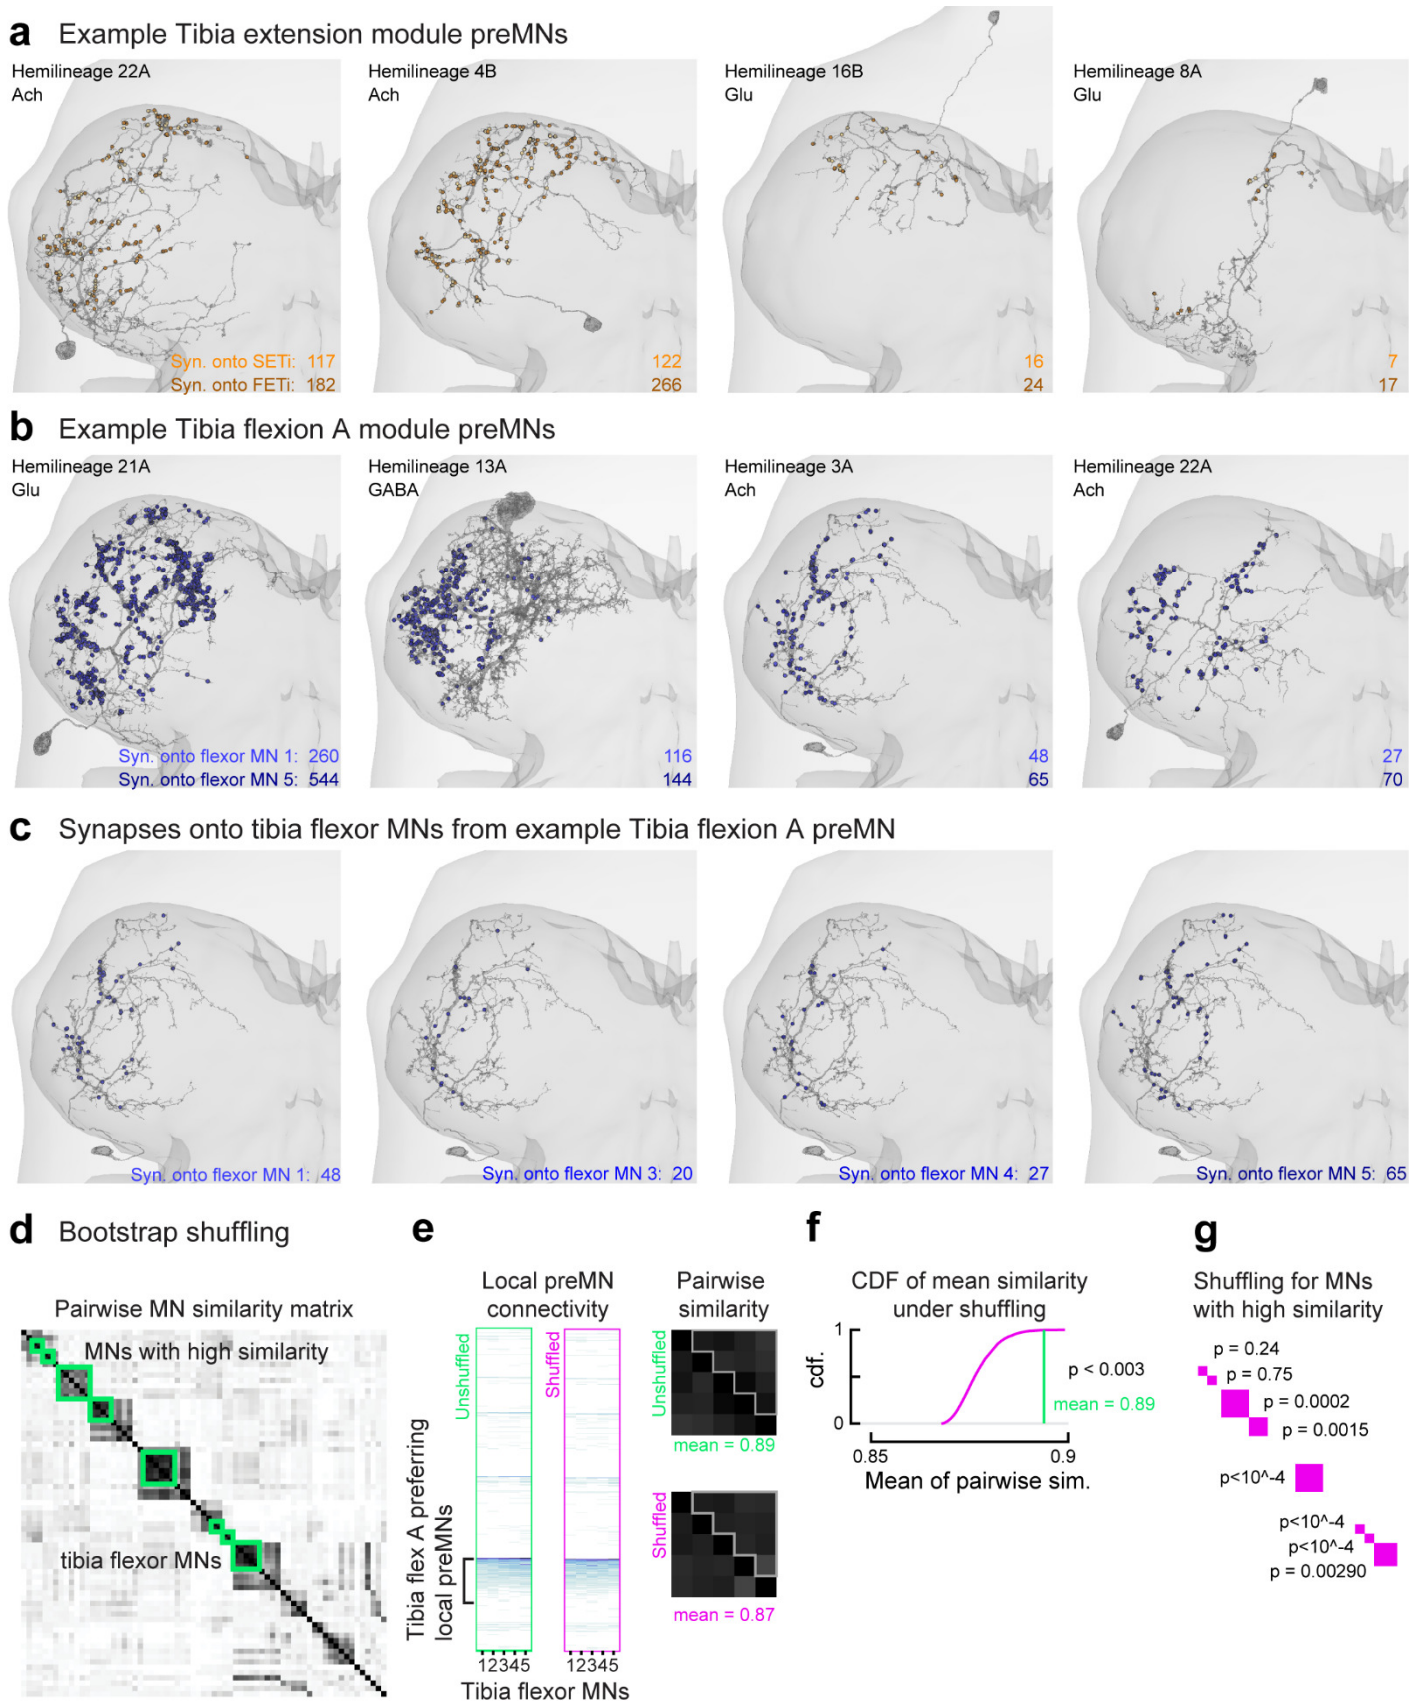 a Example Tibia extension module preMNs
Hemilineage 22A
Ach
Syn. onto SETi: 117
Syn. onto FETi: 182
Hemilineage 4B
Ach
122
266
Hemilineage 16B
Glu
16
24
Hemilineage 8A
Glu
7
17
b Example Tibia flexion A module preMNs
Hemilineage 21A
Glu
Syn. onto flexor MN 1: 260
Syn. onto flexor MN 5: 544
Hemilineage 13A
GABA
116
144
Hemilineage 3A
Ach
48
65
Hemilineage 22A
Ach
27
70
c Synapses onto tibia flexor MNs from example Tibia flexion A preMN
Syn. onto flexor MN 1: 48
Syn. onto flexor MN 3: 20
Syn. onto flexor MN 4: 27
Syn. onto flexor MN 5: 65
d Bootstrap shuffling
Pairwise MN similarity matrix
MNs with high similarity
tibia flexor MNs
e
Local preMN
connectivity
Unshuffled
Shuffled
Tibia flex A preferring
local preMNs
12345
12345
Tibia flexor MNs
Pairwise
similarity
Unshuffled
mean = 0.89
Shuffled
mean = 0.87
f
CDF of mean similarity
under shuffling
1
cdf.
0
p < 0.003
mean = 0.89
0.85
0.9
Mean of pairwise sim.
g
Shuffling for MNs
with high similarity
p = 0.24
p = 0.75
p = 0.0002
p = 0.0015
p<10^-4
p<10^-4
p<10^-4
p = 0.00290